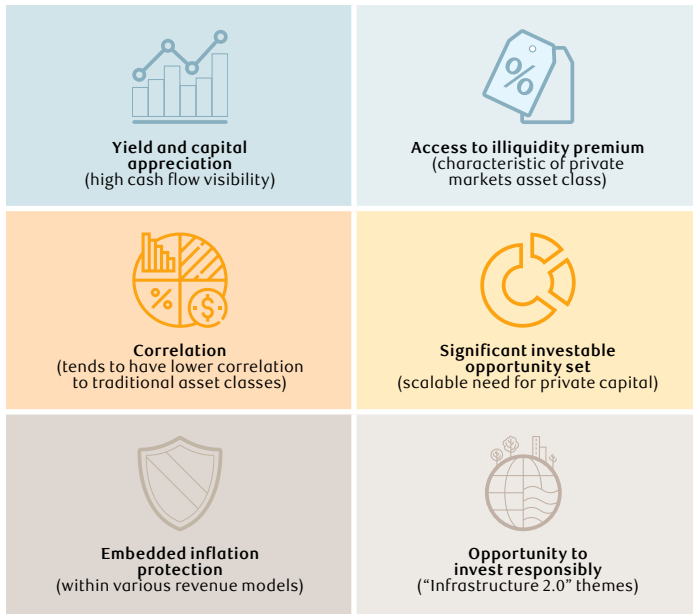 Yield and capital
appreciation
(high cash flow visibility)
%
Access to illiquidity premium
(characteristic of private
markets asset class)
% $
Correlation
(tends to have lower correlation
to traditional asset classes)
Significant investable
opportunity set
(scalable need for private capital)
Embedded inflation
protection
(within various revenue models)
Opportunity to
invest responsibly
(“Infrastructure 2.0” themes)